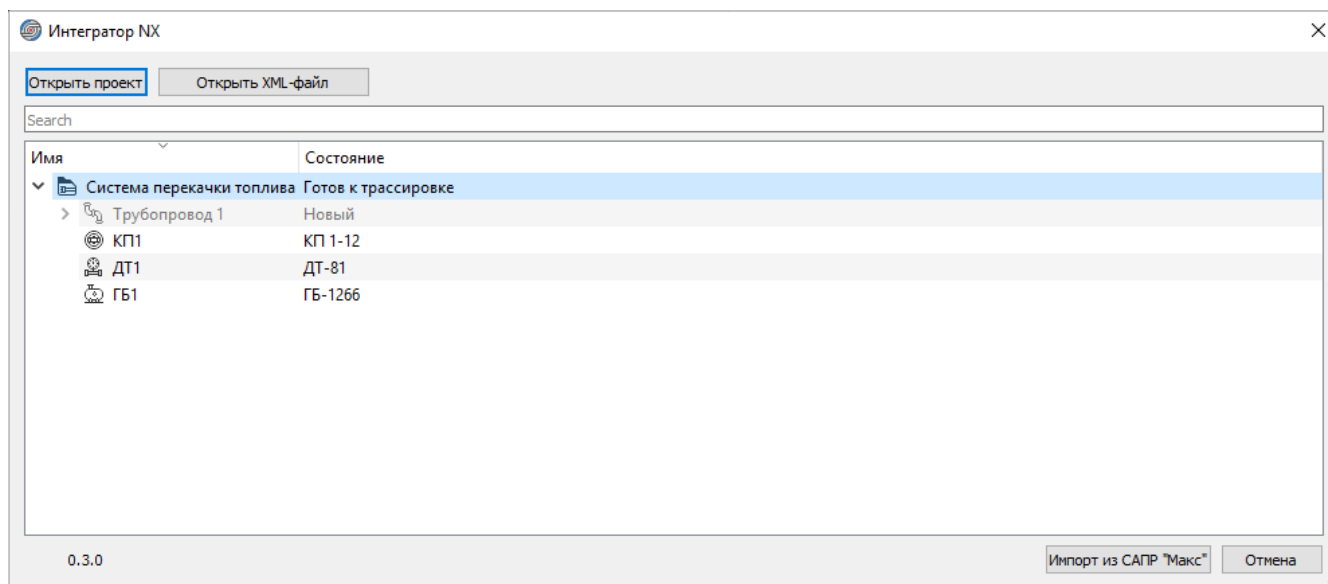 Интегратор NX
Открыть проект Открыть XML-файл
Search
Имя Состояние
Система перекачки топлива Готов к трассировке
Трубопровод 1 Новый
КП1 КП 1-12
ДТ1 ДТ-81
ГБ1 ГБ-1266
0.3.0 Импорт из САПР "Макс" Отмена